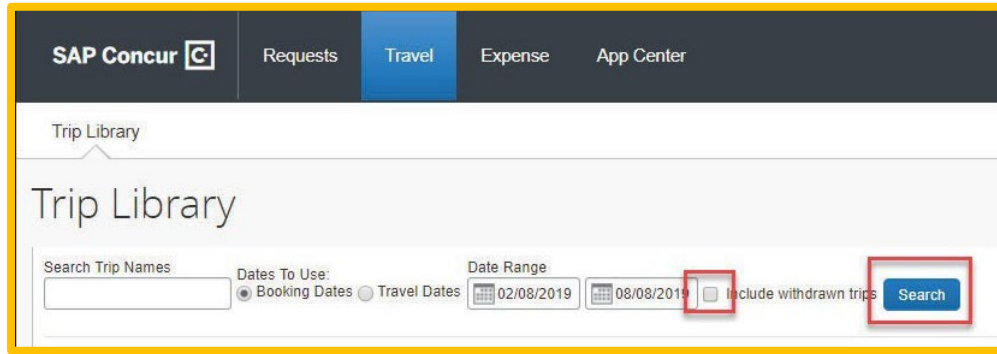 SAP Concur C Requests Travel Expense App Center
Trip Library
Trip Library
Search Trip Names Dates To Use: Date Range
Booking Dates Travel Dates 02/08/2019 08/08/2019 Include withdrawn trips Search